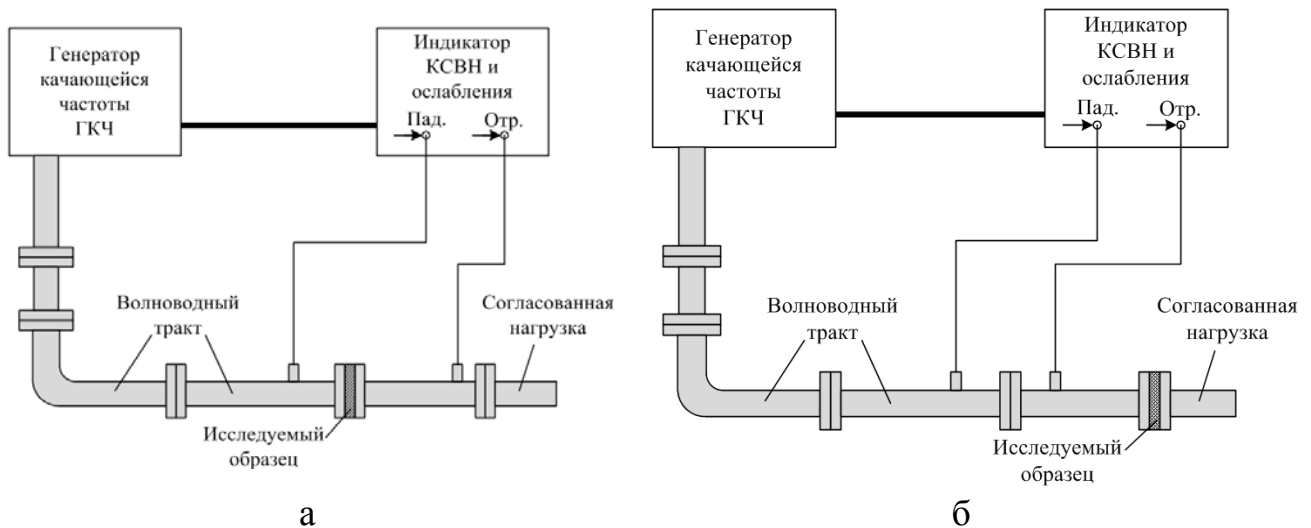 Генератор
качающейся
частоты
ГКЧ
Индикатор
КСВН и
ослабления
Пад.
Отр.
Волноводный
тракт
Согласованная
нагрузка
Исследуемый
образец
а
Генератор
качающейся
частоты
ГКЧ
Индикатор
КСВН и
ослабления
Пад.
Отр.
Волноводный
тракт
Согласованная
нагрузка
Исследуемый
образец
б